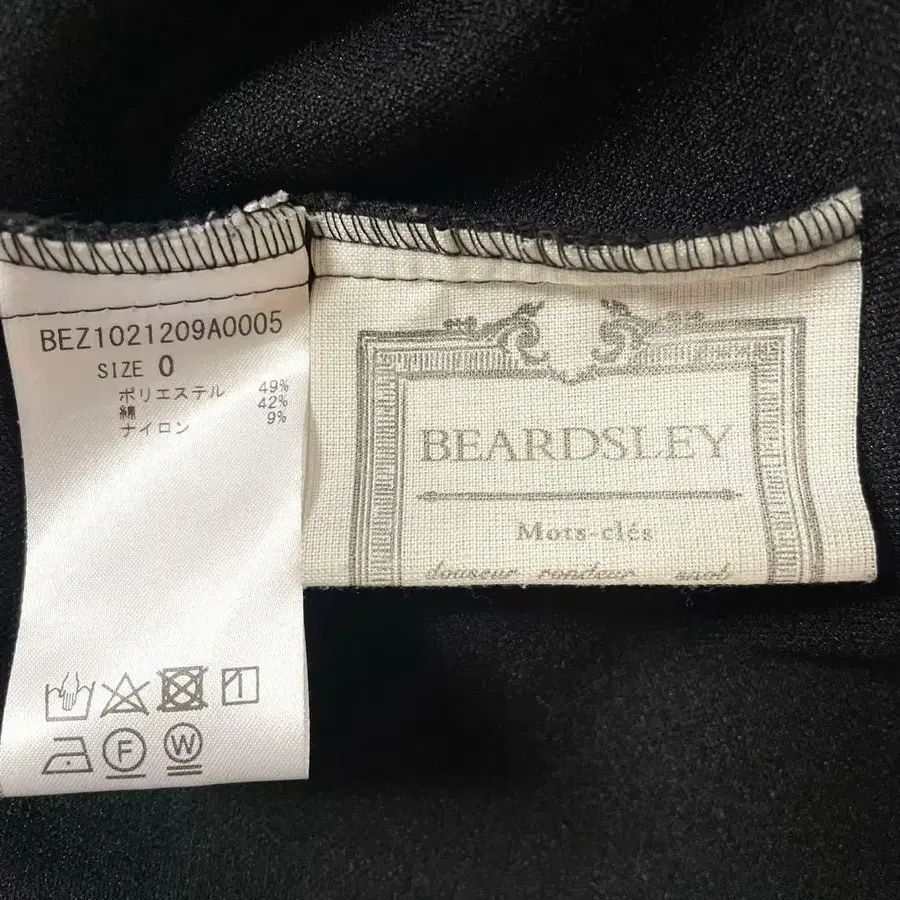 BEZ1021209A0005
SIZE 0
ポリエステル 49%
綿 42%
ナイロン 9%
F W
BEARDSLEY
Mots-clés
douceur rondeur